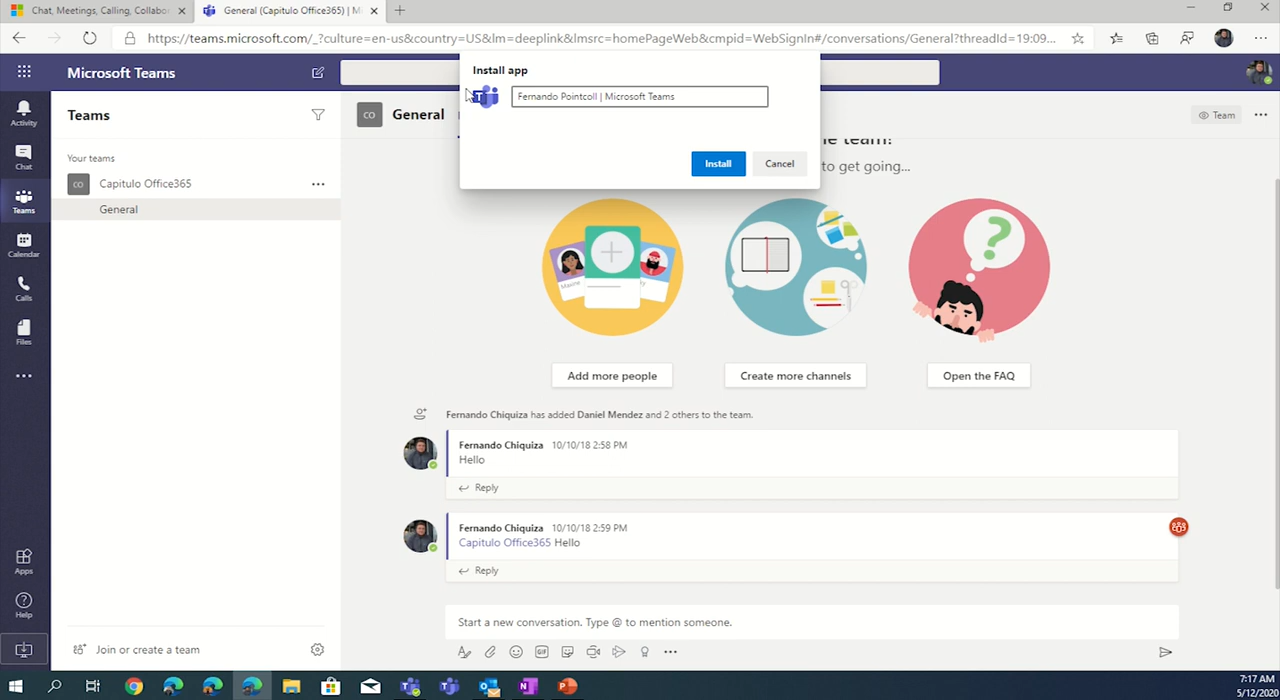 Chat, Meetings, Calling, Collabor
General (Capitulo Office365) | Mi
https://teams.microsoft.com/_?culture=en-us&country=US&lm=deeplink&lmsrc=homePageWeb&cmpid=WebSignIn#/conversations/General?threadId=19:09...
Microsoft Teams
Install app
Fernando Pointcoll | Microsoft Teams
Install
Cancel
Activity
Chat
Teams
Calendar
Calls
Files
Apps
Help
Teams
Your teams
CO
Capitulo Office365
General
Join or create a team
CO
General
Team
e team!
to get going...
Maxine
Add more people
Create more channels
Open the FAQ
Fernando Chiquiza has added Daniel Mendez and 2 others to the team.
Fernando Chiquiza 10/10/18 2:58 PM
Hello
Reply
Fernando Chiquiza 10/10/18 2:59 PM
Capitulo Office365 Hello
Reply
Start a new conversation. Type @ to mention someone.
GIF
7:17 AM
5/12/2020